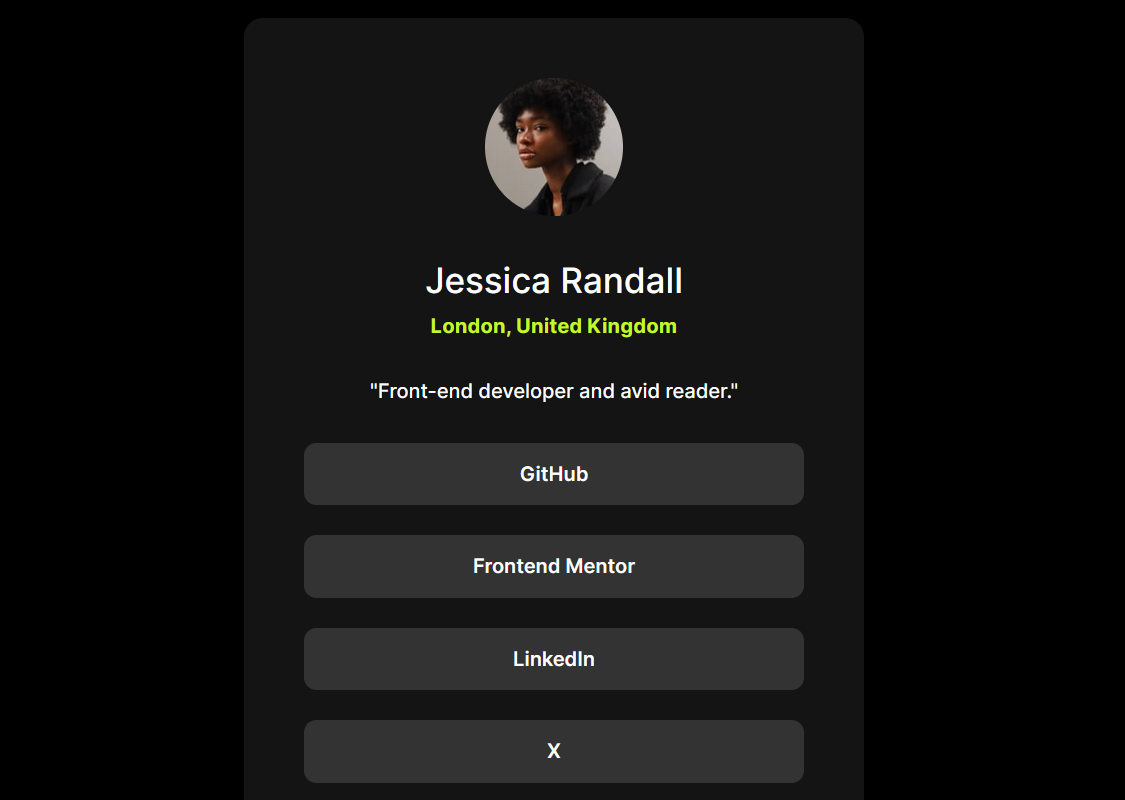 Jessica Randall
London, United Kingdom
"Front-end developer and avid reader."
GitHub
Frontend Mentor
LinkedIn
X